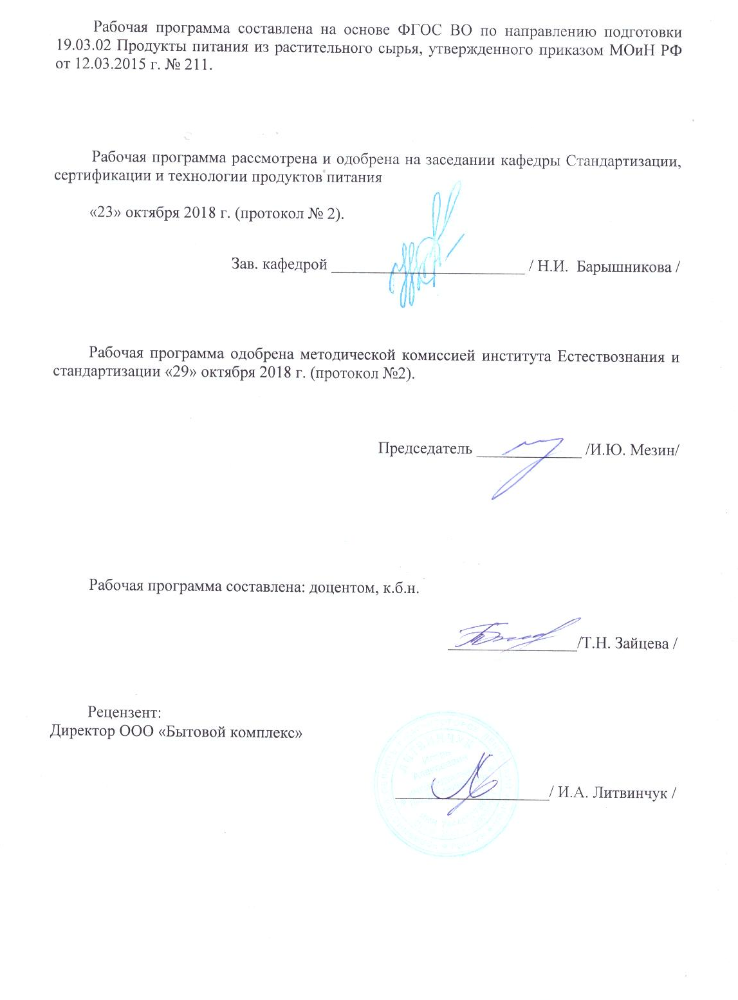 Рабочая программа составлена на основе ФГОС ВО по направлению подготовки
19.03.02 Продукты питания из растительного сырья, утвержденного приказом МОиН РФ
от 12.03.2015 г. № 211.
Рабочая программа рассмотрена и одобрена на заседании кафедры Стандартизации,
сертификации и технологии продуктов питания
«23» октября 2018 г. (протокол № 2).
Зав. кафедрой ________________________ / Н.И. Барышникова /
Рабочая программа одобрена методической комиссией института Естествознания и
стандартизации «29» октября 2018 г. (протокол №2).
Председатель _____________ /И.Ю. Мезин/
Рабочая программа составлена: доцентом, к.б.н.
________________/Т.Н. Зайцева /
Рецензент:
Директор ООО «Бытовой комплекс»
___________________/ И.А. Литвинчук /